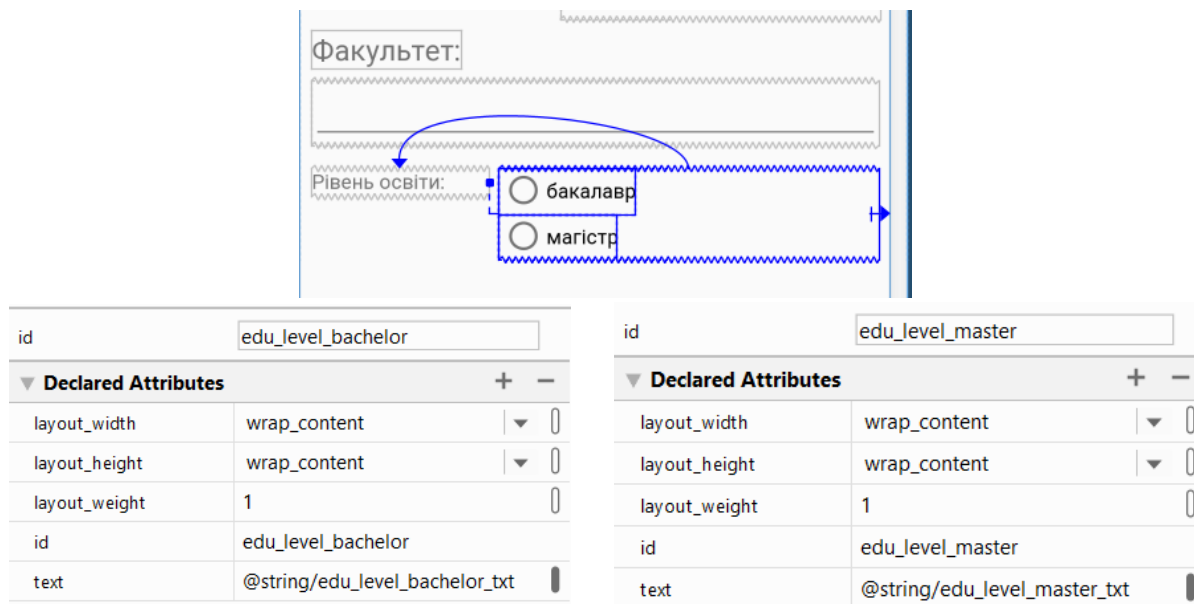 Факультет:
Рівень освіти:
бакалавр
магістр
id edu_level_bachelor
Declared Attributes
layout_width wrap_content
layout_height wrap_content
layout_weight 1
id edu_level_bachelor
text @string/edu_level_bachelor_txt
id edu_level_master
Declared Attributes
layout_width wrap_content
layout_height wrap_content
layout_weight 1
id edu_level_master
text @string/edu_level_master_txt